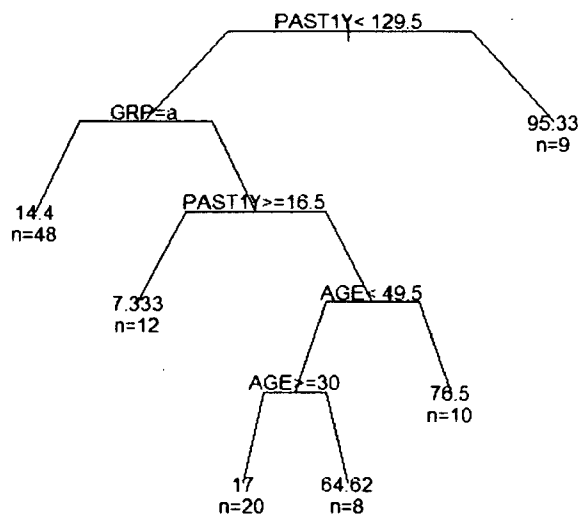 PAST1Y< 129.5
GRP=a
95.33
n=9
14.4
n=48
PAST1Y>=16.5
7.333
n=12
AGE< 49.5
AGE>=30
76.5
n=10
17
n=20
64.62
n=8